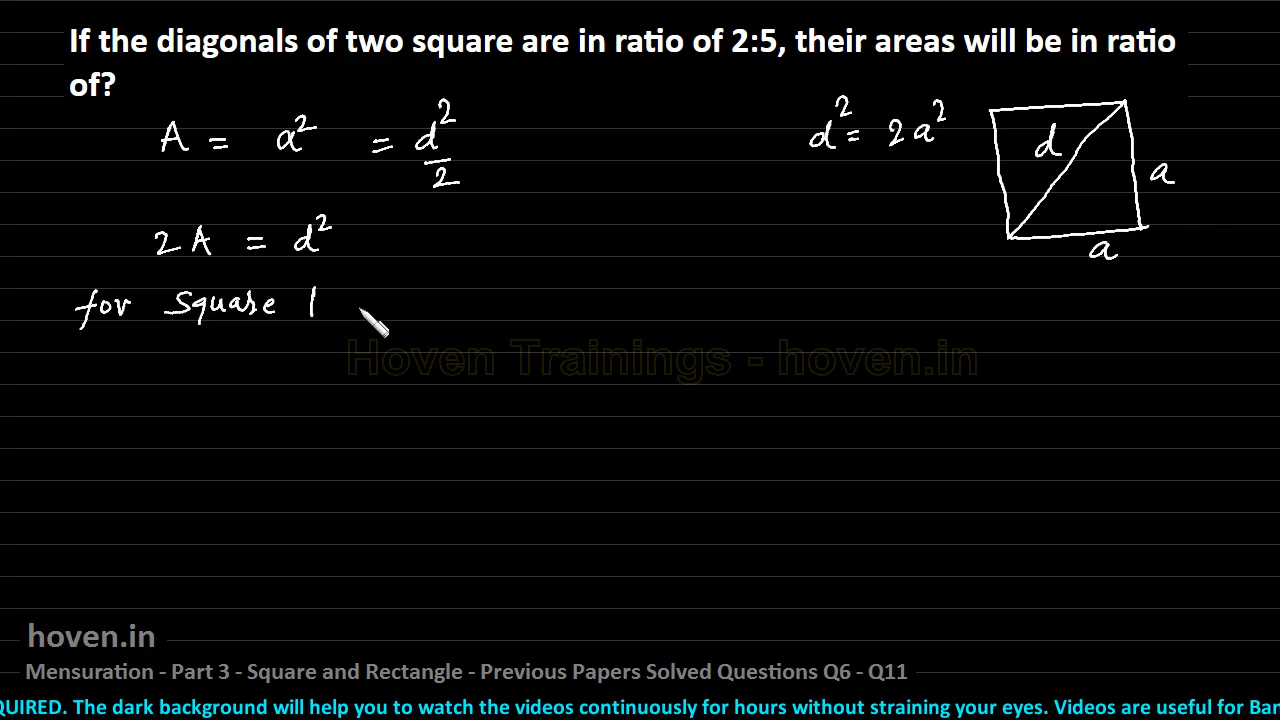 If the diagonals of two square are in ratio of 2:5, their areas will be in ratio
of?
A = a² = d²/2
d² = 2a²
d
a
a
2A = d²
for square 1
Hoven Trainings - hoven.in
hoven.in
Mensuration - Part 3 - Square and Rectangle - Previous Papers Solved Questions Q6 - Q11
QUIRED. The dark background will help you to watch the videos continuously for hours without straining your eyes. Videos are useful for Ban